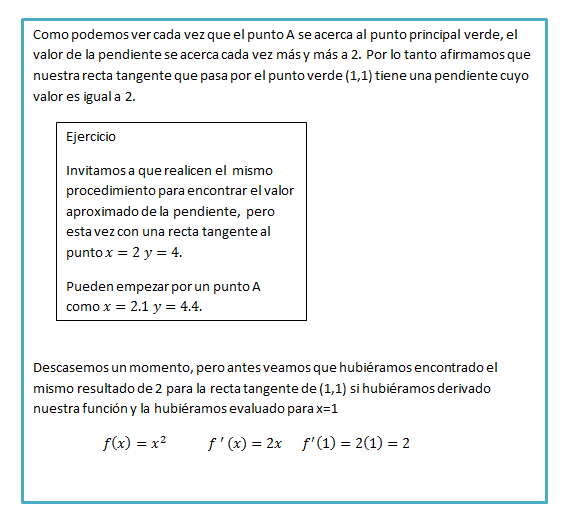 Como podemos ver cada vez que el punto A se acerca al punto principal verde, el
valor de la pendiente se acerca cada vez más y más a 2. Por lo tanto afirmamos que
nuestra recta tangente que pasa por el punto verde (1,1) tiene una pendiente cuyo
valor es igual a 2.
Ejercicio
Invitamos a que realicen el mismo
procedimiento para encontrar el valor
aproximado de la pendiente, pero
esta vez con una recta tangente al
punto x = 2 y = 4.
Pueden empezar por un punto A
como x = 2.1 y = 4.4.
Descasemos un momento, pero antes veamos que hubiéramos encontrado el
mismo resultado de 2 para la recta tangente de (1,1) si hubiéramos derivado
nuestra función y la hubiéramos evaluado para x=1
f(x) = x² f ′(x) = 2x f′(1) = 2(1) = 2